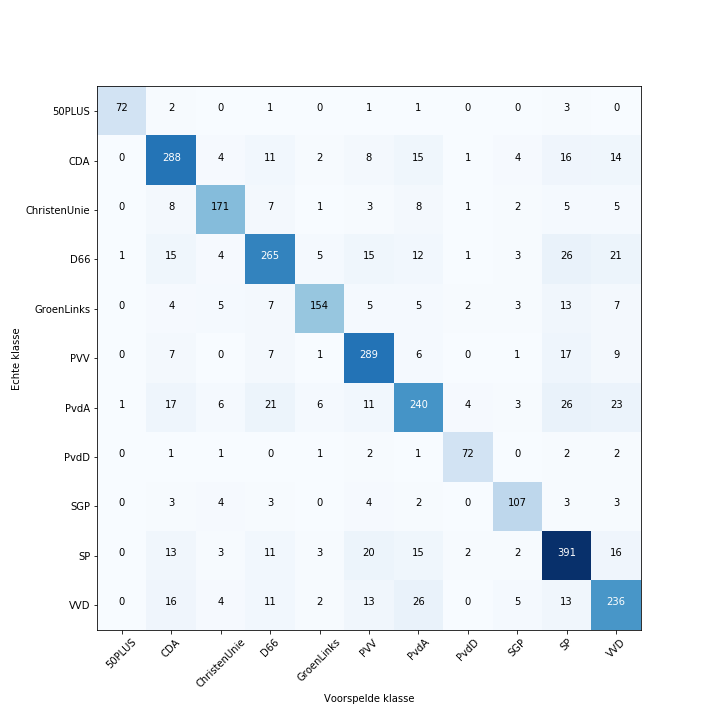 Echte klasse
50PLUS 72 2 0 1 0 1 1 0 0 3 0
CDA 0 288 4 11 2 8 15 1 4 16 14
ChristenUnie 0 8 171 7 1 3 8 1 2 5 5
D66 1 15 4 265 5 15 12 1 3 26 21
GroenLinks 0 4 5 7 154 5 5 2 3 13 7
PVV 0 7 0 7 1 289 6 0 1 17 9
PvdA 1 17 6 21 6 11 240 4 3 26 23
PvdD 0 1 1 0 1 2 1 72 0 2 2
SGP 0 3 4 3 0 4 2 0 107 3 3
SP 0 13 3 11 3 20 15 2 2 391 16
VVD 0 16 4 11 2 13 26 0 5 13 236
50PLUS CDA ChristenUnie D66 GroenLinks PVV PvdA PvdD SGP SP VVD
Voorspelde klasse